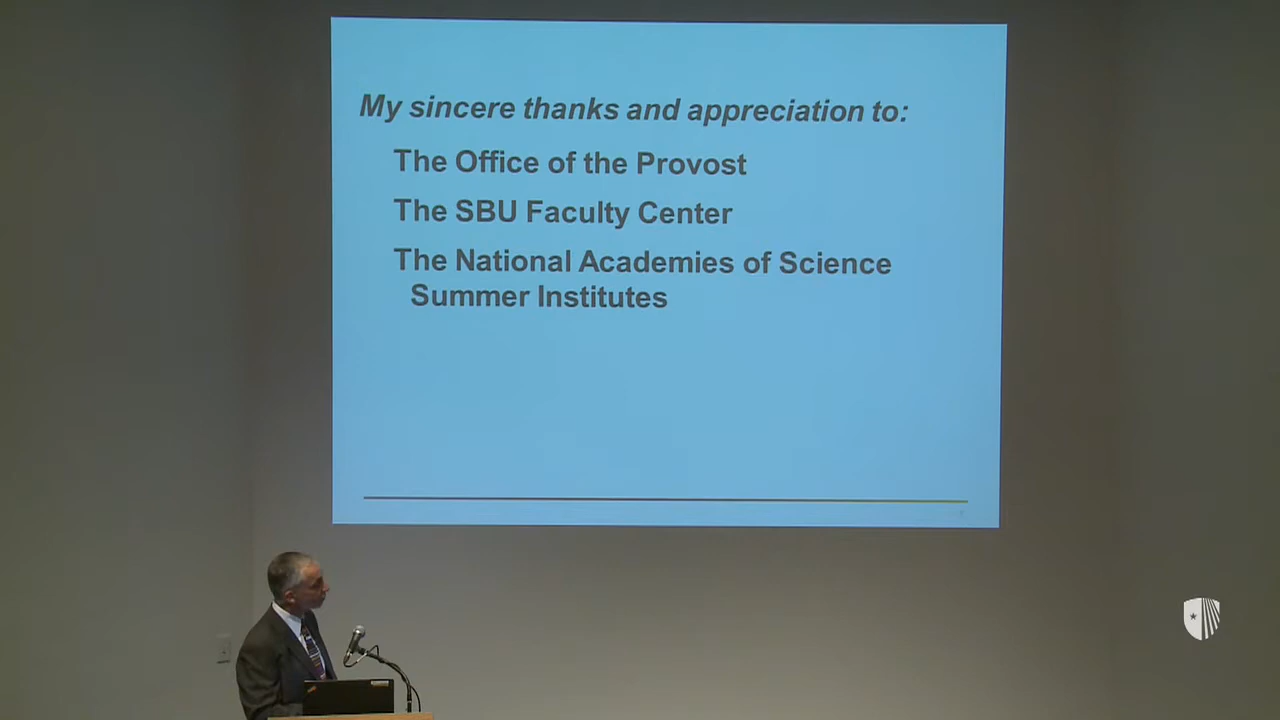 My sincere thanks and appreciation to:
The Office of the Provost
The SBU Faculty Center
The National Academies of Science
Summer Institutes